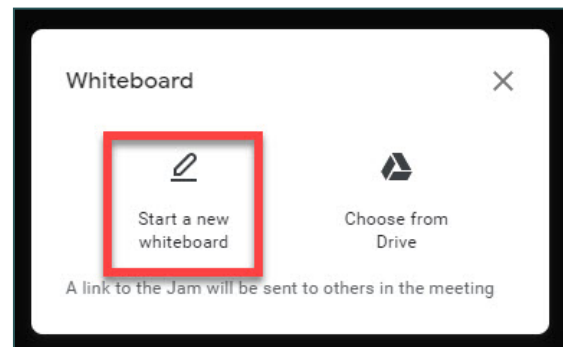 Whiteboard
Start a new
whiteboard
Choose from
Drive
A link to the Jam will be sent to others in the meeting